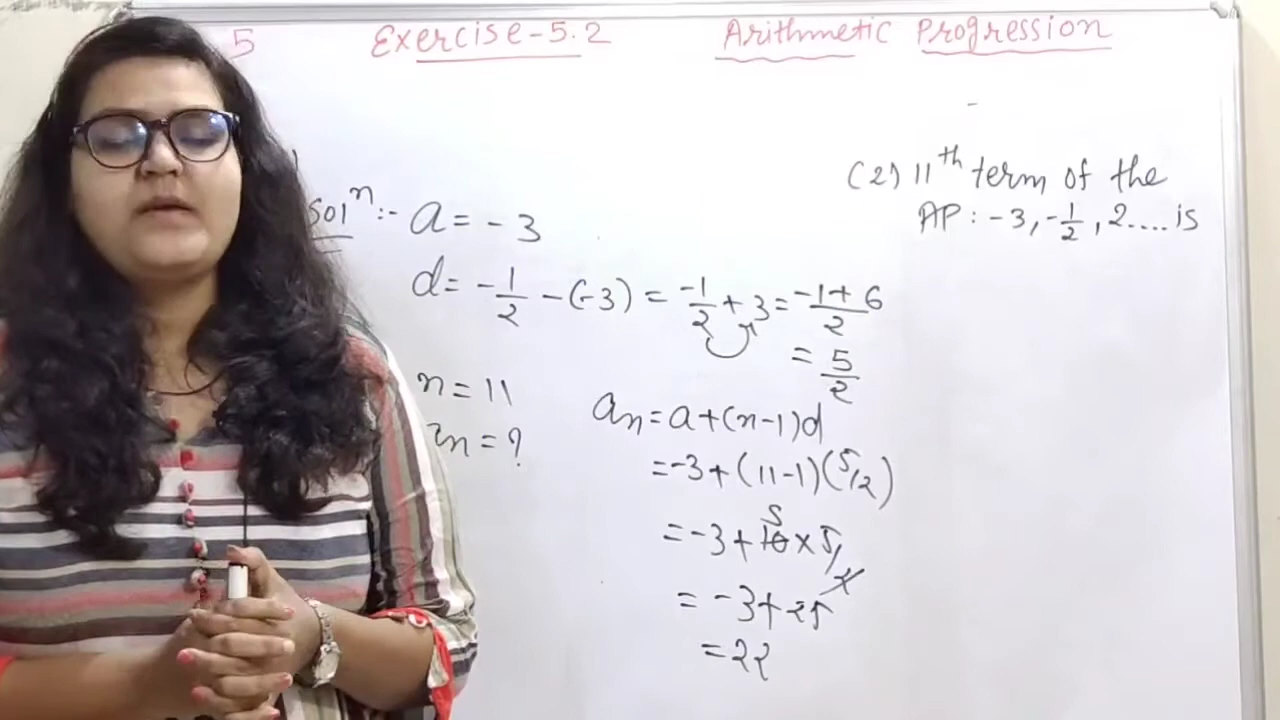 5 Exercise-5.2 Arithmetic Progression
(2) 11th term of the
AP : -3, -1/2, 2.... is
Solⁿ :- a = -3
d = -1/2 - (-3) = -1/2 + 3 = -1+6/2
= 5/2
n = 11
an = a+(n-1)d
n = ?
= -3+(11-1)(5/2)
= -3+10×5/2
5
= -3+25
= 22